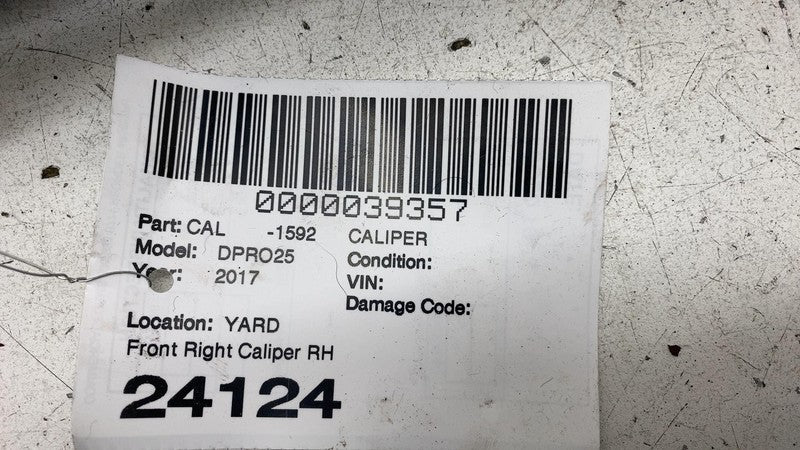 0000039357
Part: CAL -1592 CALIPER
Model: DPRO25 Condition:
Year: 2017 VIN:
Damage Code:
Location: YARD
Front Right Caliper RH
24124